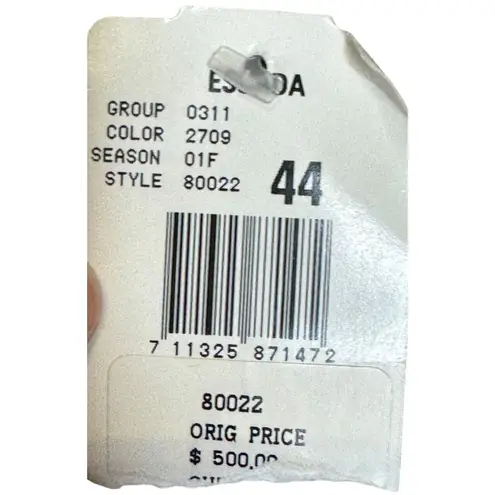 GROUP 0311
COLOR 2709
SEASON 01F
STYLE 80022 44
7 11325 871472
80022
ORIG PRICE
$ 500.00